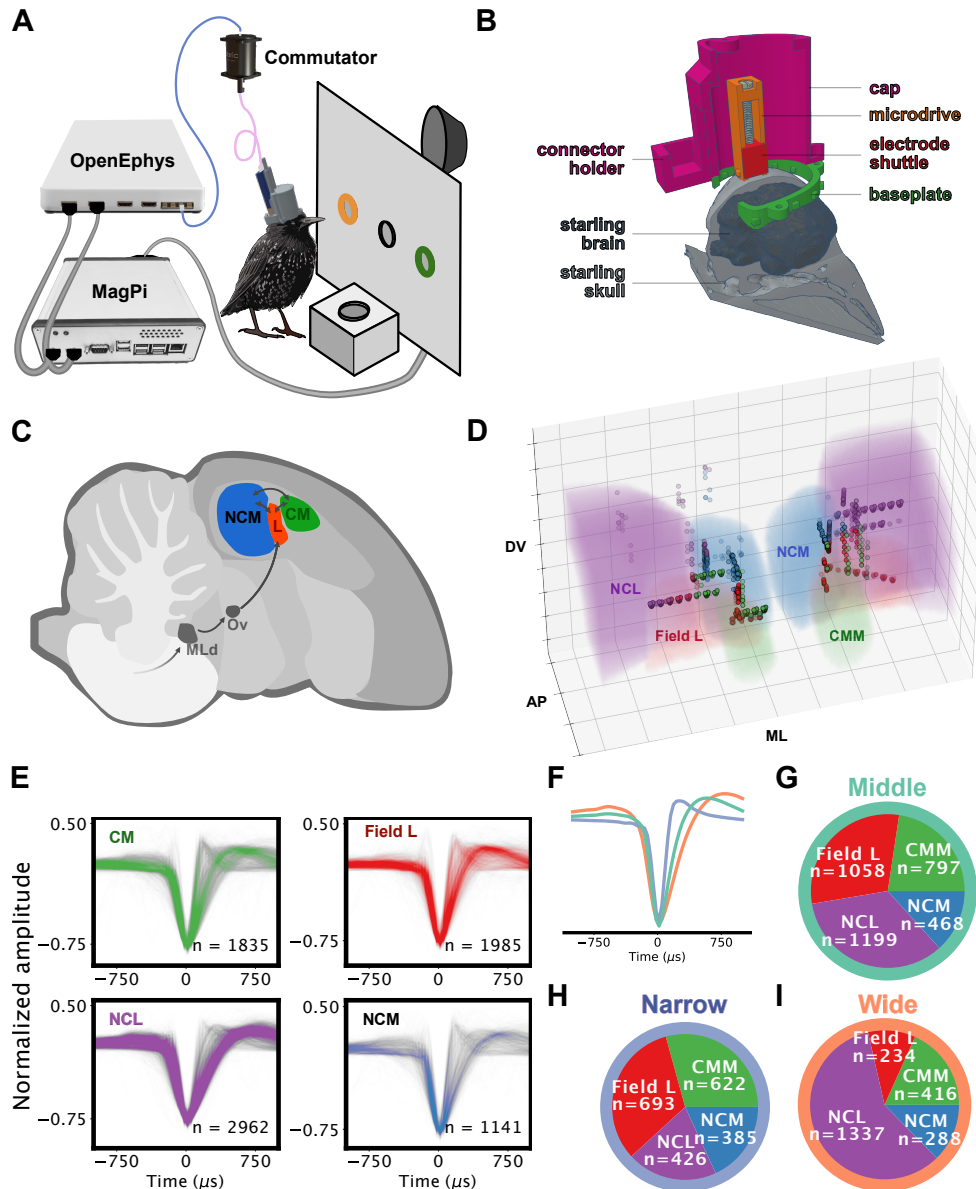 A
Commutator
OpenEphys
MagPi
B
cap
microdrive
connector
holder
electrode
shuttle
baseplate
starling
brain
starling
skull
C
NCM
L
CM
Ov
MLd
D
DV
NCL
NCM
Field L
CMM
AP
ML
E
Normalized amplitude
0.50
−0.75
CM
n = 1835
−750
0
750
0.50
−0.75
Field L
n = 1985
−750
0
750
0.50
−0.75
NCL
n = 2962
−750
0
750
Time (μs)
0.50
−0.75
NCM
n = 1141
−750
0
750
Time (μs)
F
−750
0
750
Time (μs)
G
Middle
Field L
n=1058
CMM
n=797
NCL
n=1199
NCM
n=468
H
Narrow
Field L
n=693
CMM
n=622
NCL
n=426
NCM
n=385
I
Wide
Field L
n=234
CMM
n=416
NCL
n=1337
NCM
n=288